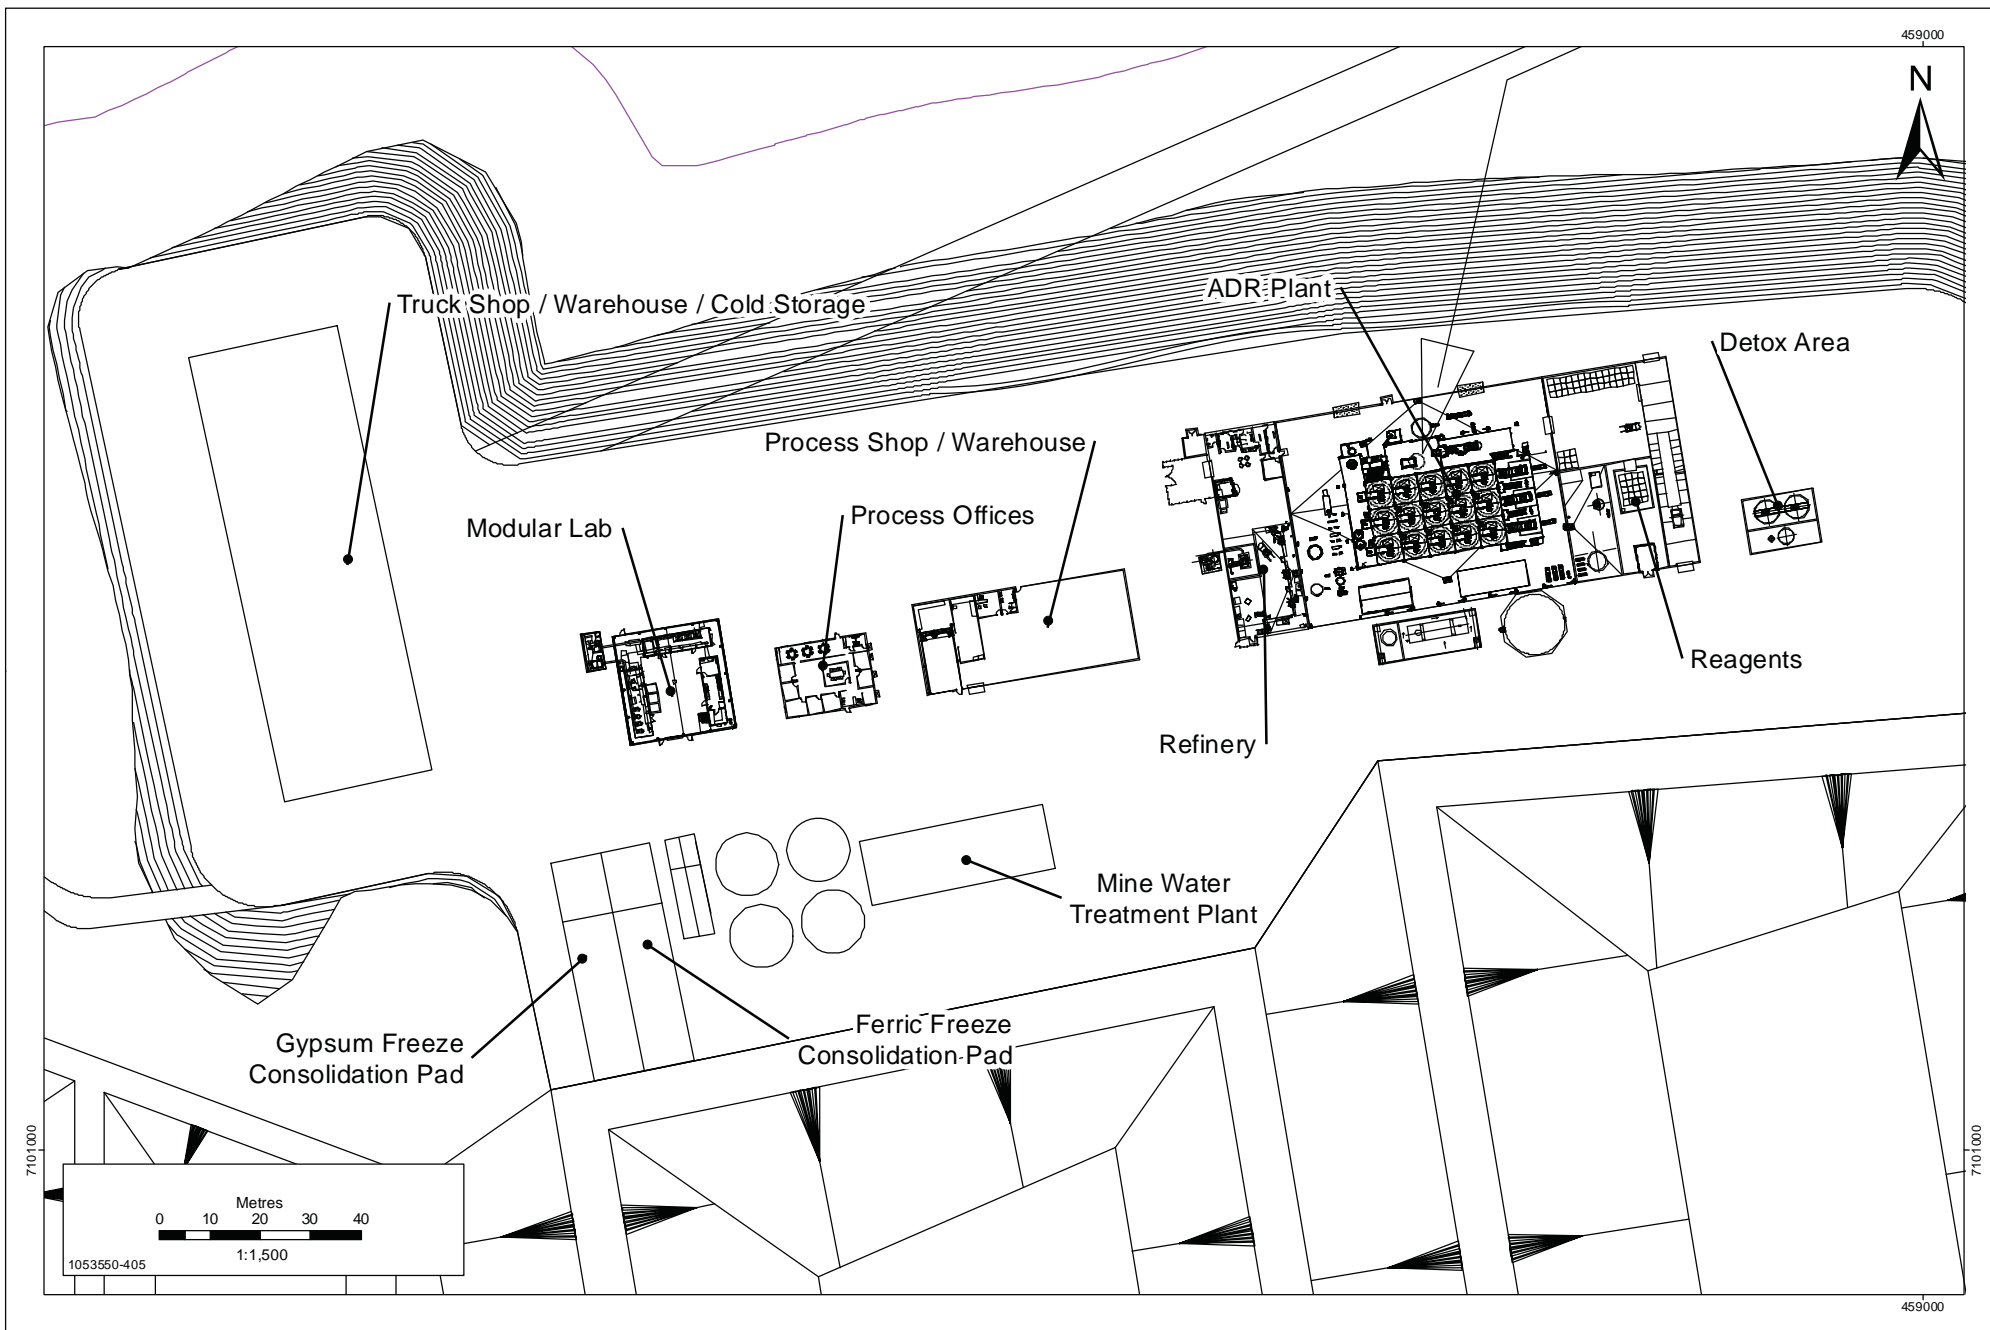 459000
N
ADR Plant
Truck Shop / Warehouse / Cold Storage
Detox Area
Process Shop / Warehouse
Process Offices
Modular Lab
Reagents
Refinery
Mine Water
Treatment Plant
Ferric Freeze
Consolidation Pad
Gypsum Freeze
Consolidation Pad
7101000
7101000
Metres
0 10 20 30 40
1:1,500
1053550-405
459000